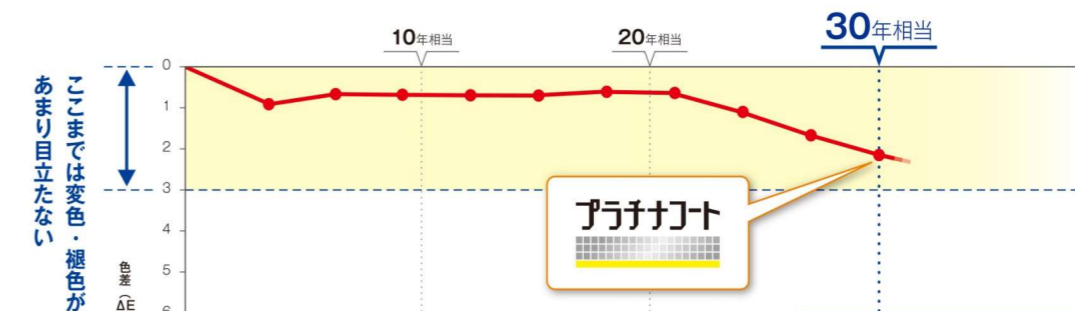 10年相当
20年相当
30年相当
ここまでは変色・褪色が
あまり目立たない
0
1
2
3
4
5
6
色差(ΔE
プラチナコート